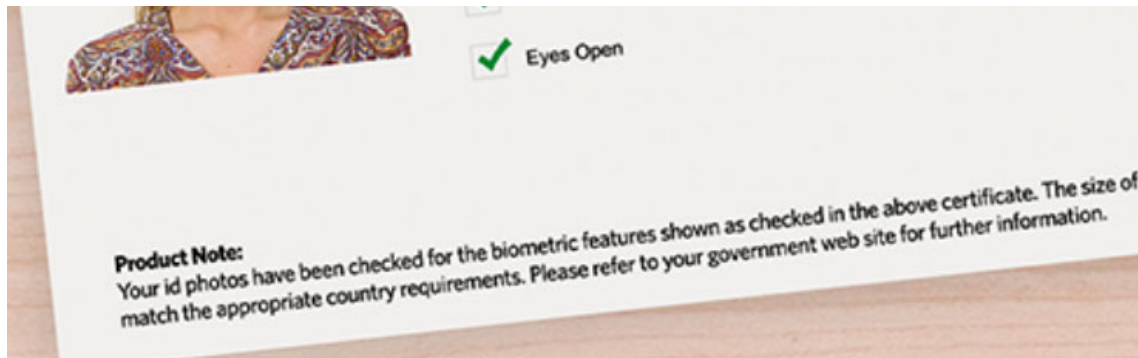 Eyes Open
Product Note:
Your id photos have been checked for the biometric features shown as checked in the above certificate. The size of
match the appropriate country requirements. Please refer to your government web site for further information.